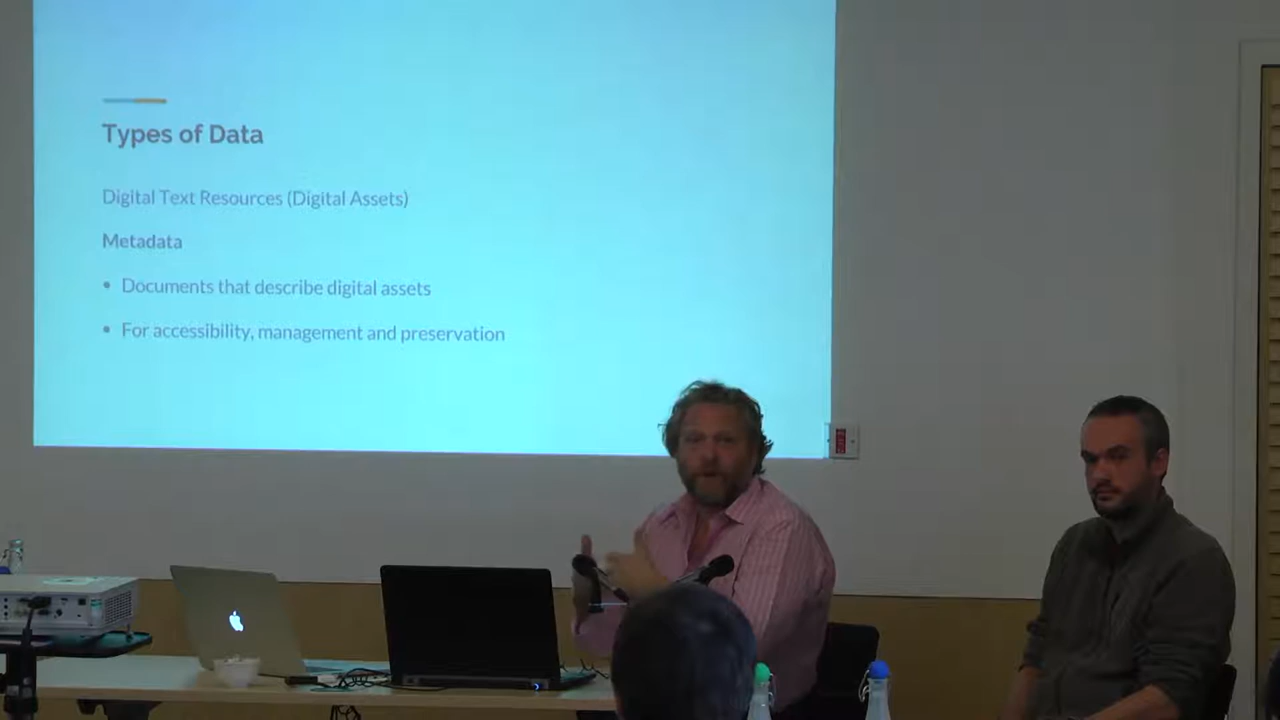 Types of Data
Digital Text Resources (Digital Assets)
Metadata
• Documents that describe digital assets
• For accessibility, management and preservation